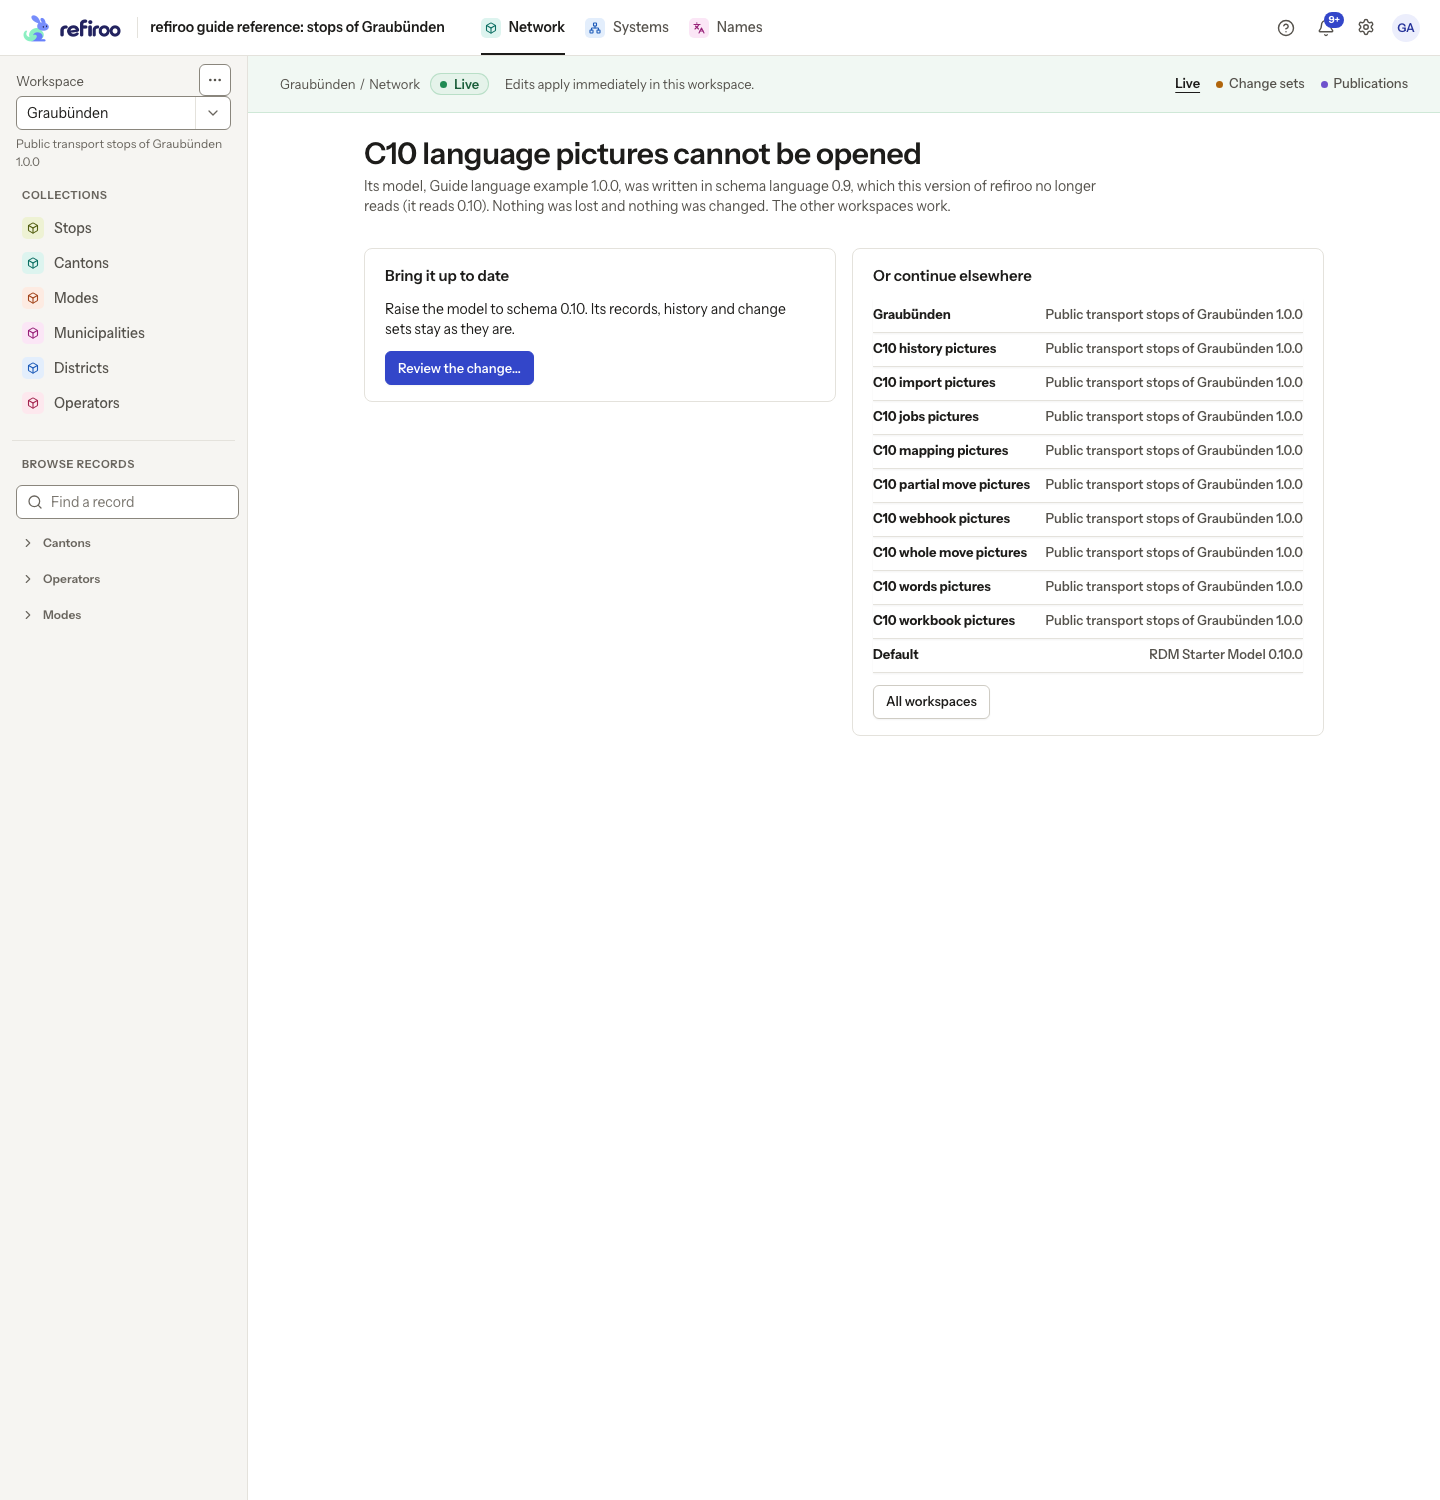 refiroo
refiroo guide reference: stops of Graubünden
Network
Systems
Names
9+
GA
Workspace
Graubünden
Public transport stops of Graubünden
1.0.0
COLLECTIONS
Stops
Cantons
Modes
Municipalities
Districts
Operators
BROWSE RECORDS
Find a record
Cantons
Operators
Modes
Graubünden / Network
Live
Edits apply immediately in this workspace.
Live
Change sets
Publications
C10 language pictures cannot be opened
Its model, Guide language example 1.0.0, was written in schema language 0.9, which this version of refiroo no longer
reads (it reads 0.10). Nothing was lost and nothing was changed. The other workspaces work.
Bring it up to date
Raise the model to schema 0.10. Its records, history and change
sets stay as they are.
Review the change...
Or continue elsewhere
Graubünden Public transport stops of Graubünden 1.0.0
C10 history pictures Public transport stops of Graubünden 1.0.0
C10 import pictures Public transport stops of Graubünden 1.0.0
C10 jobs pictures Public transport stops of Graubünden 1.0.0
C10 mapping pictures Public transport stops of Graubünden 1.0.0
C10 partial move pictures Public transport stops of Graubünden 1.0.0
C10 webhook pictures Public transport stops of Graubünden 1.0.0
C10 whole move pictures Public transport stops of Graubünden 1.0.0
C10 words pictures Public transport stops of Graubünden 1.0.0
C10 workbook pictures Public transport stops of Graubünden 1.0.0
Default RDM Starter Model 0.10.0
All workspaces